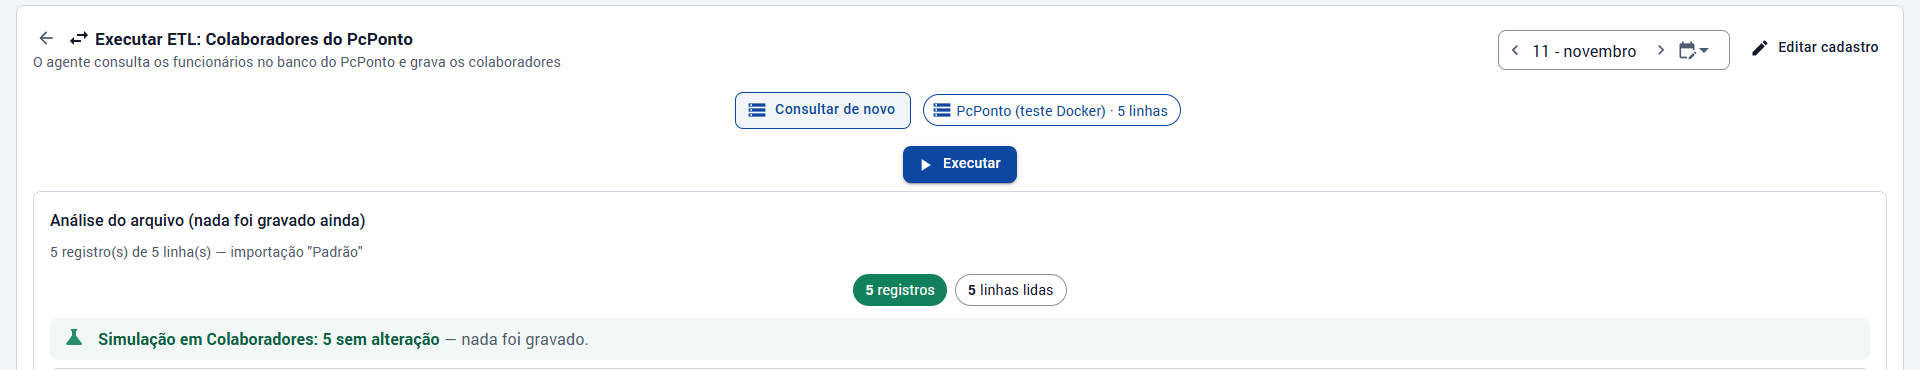 Executar ETL: Colaboradores do PcPonto
O agente consulta os funcionários no banco do PcPonto e grava os colaboradores
11 - novembro
Editar cadastro
Consultar de novo
PcPonto (teste Docker) · 5 linhas
Executar
Análise do arquivo (nada foi gravado ainda)
5 registro(s) de 5 linha(s) — importação "Padrão"
5 registros
5 linhas lidas
Simulação em Colaboradores: 5 sem alteração — nada foi gravado.